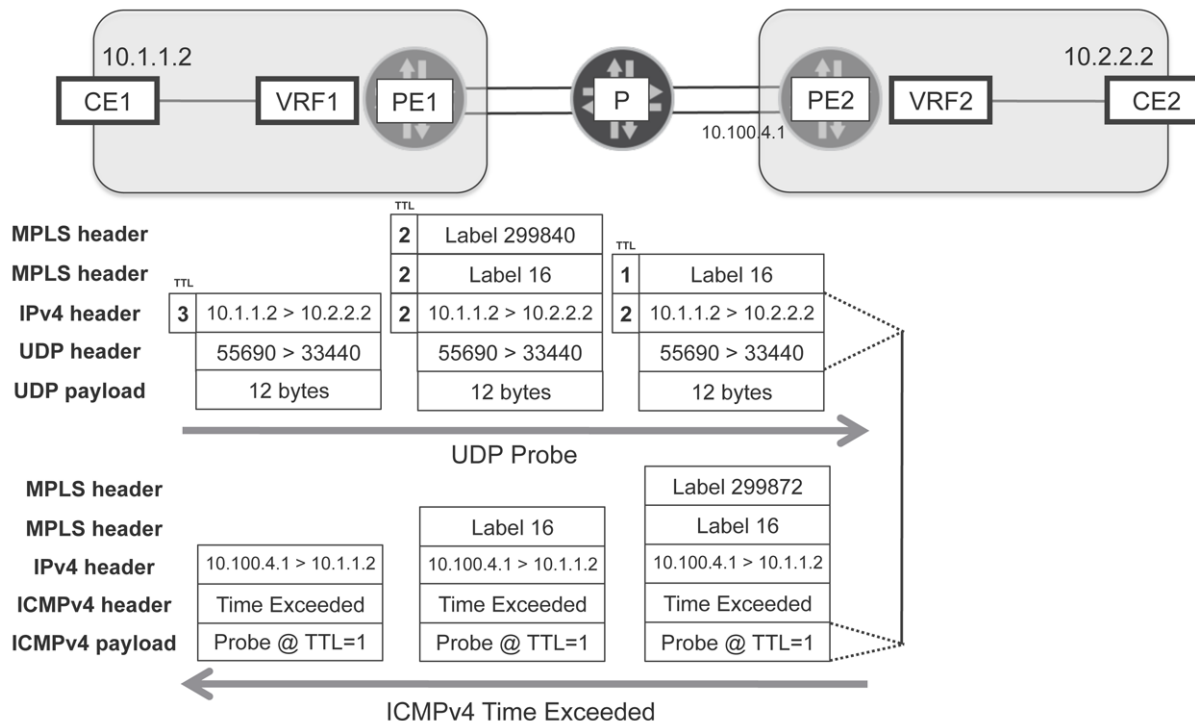 10.1.1.2
10.2.2.2
CE1
VRF1
PE1
P
PE2
VRF2
CE2
10.100.4.1
TTL
MPLS header
2
Label 299840
TTL
MPLS header
2
Label 16
1
Label 16
TTL
IPv4 header
3
10.1.1.2 > 10.2.2.2
2
10.1.1.2 > 10.2.2.2
2
10.1.1.2 > 10.2.2.2
UDP header
55690 > 33440
55690 > 33440
55690 > 33440
UDP payload
12 bytes
12 bytes
12 bytes
UDP Probe
MPLS header
Label 299872
MPLS header
Label 16
Label 16
IPv4 header
10.100.4.1 > 10.1.1.2
10.100.4.1 > 10.1.1.2
10.100.4.1 > 10.1.1.2
ICMPv4 header
Time Exceeded
Time Exceeded
Time Exceeded
ICMPv4 payload
Probe @ TTL=1
Probe @ TTL=1
Probe @ TTL=1
ICMPv4 Time Exceeded